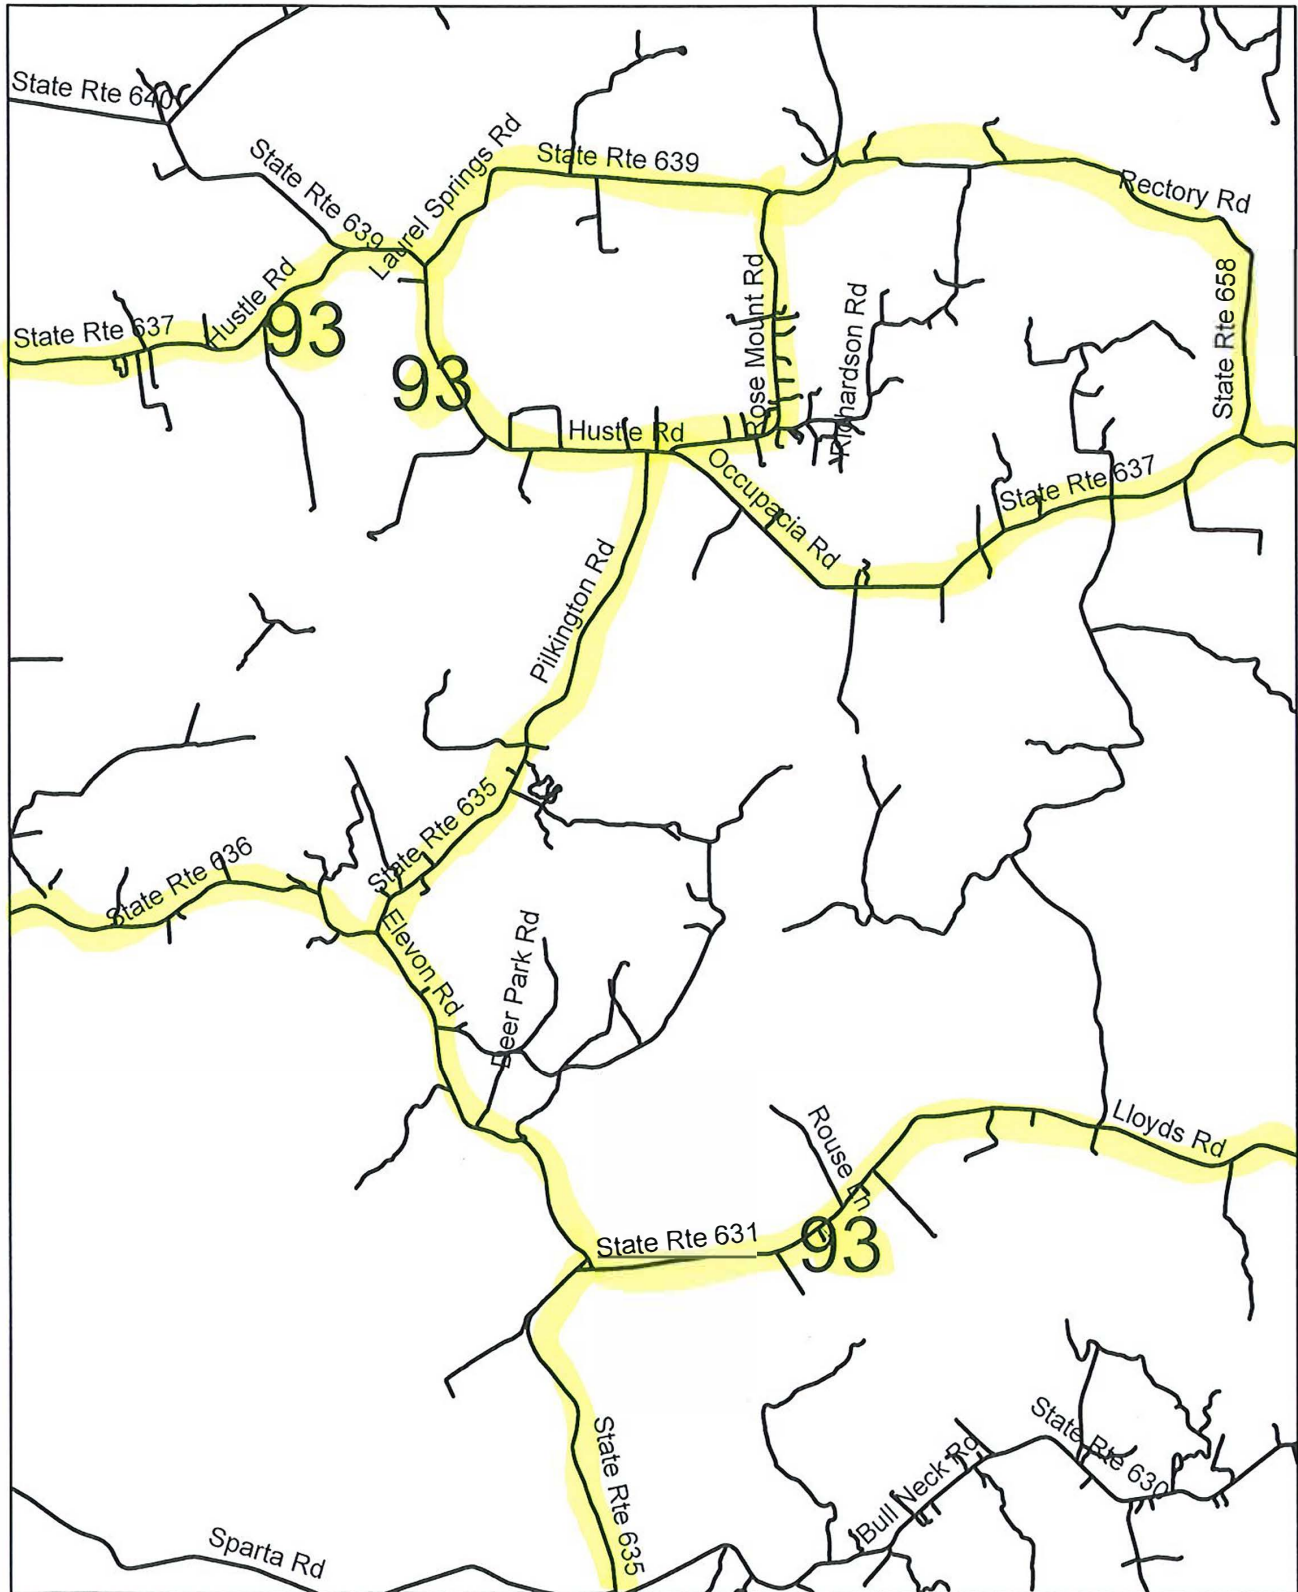 State Rte 640
Laurel Springs Rd
State Rte 639
State Rte 639
Rectory Rd
Hustle Rd
State Rte 637
93
93
Rose Mount Rd
Richardson Rd
State Rte 658
Hustle Rd
Occupacia Rd
State Rte 637
Pilkington Rd
State Rte 635
State Rte 636
Elevon Rd
Deer Park Rd
Rouse Ln
Lloyds Rd
State Rte 631
93
State Rte 635
State Rte 630
Bull Neck Rd
Sparta Rd